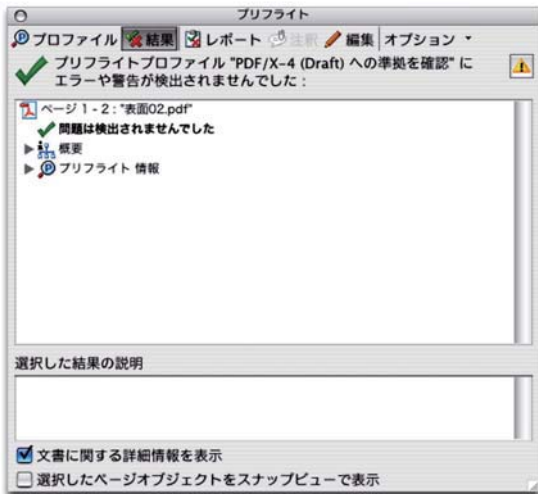 プリフライト
プロファイル 結果 レポート 注釈 編集 オプション
プリフライトプロファイル "PDF/X-4 (Draft) への準拠を確認" に
エラーや警告が検出されませんでした :
ページ 1 - 2 : "表面02.pdf"
問題は検出されませんでした
概要
プリフライト 情報
選択した結果の説明
文書に関する詳細情報を表示
選択したページオブジェクトをスナップビューで表示